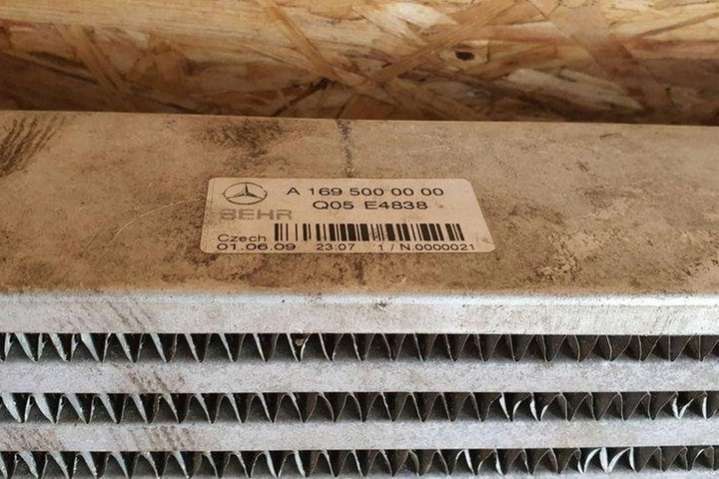 A 169 500 00 00
Q05 E4838
BEHR
Czech
01.06.09 23:07 1/N.0000021